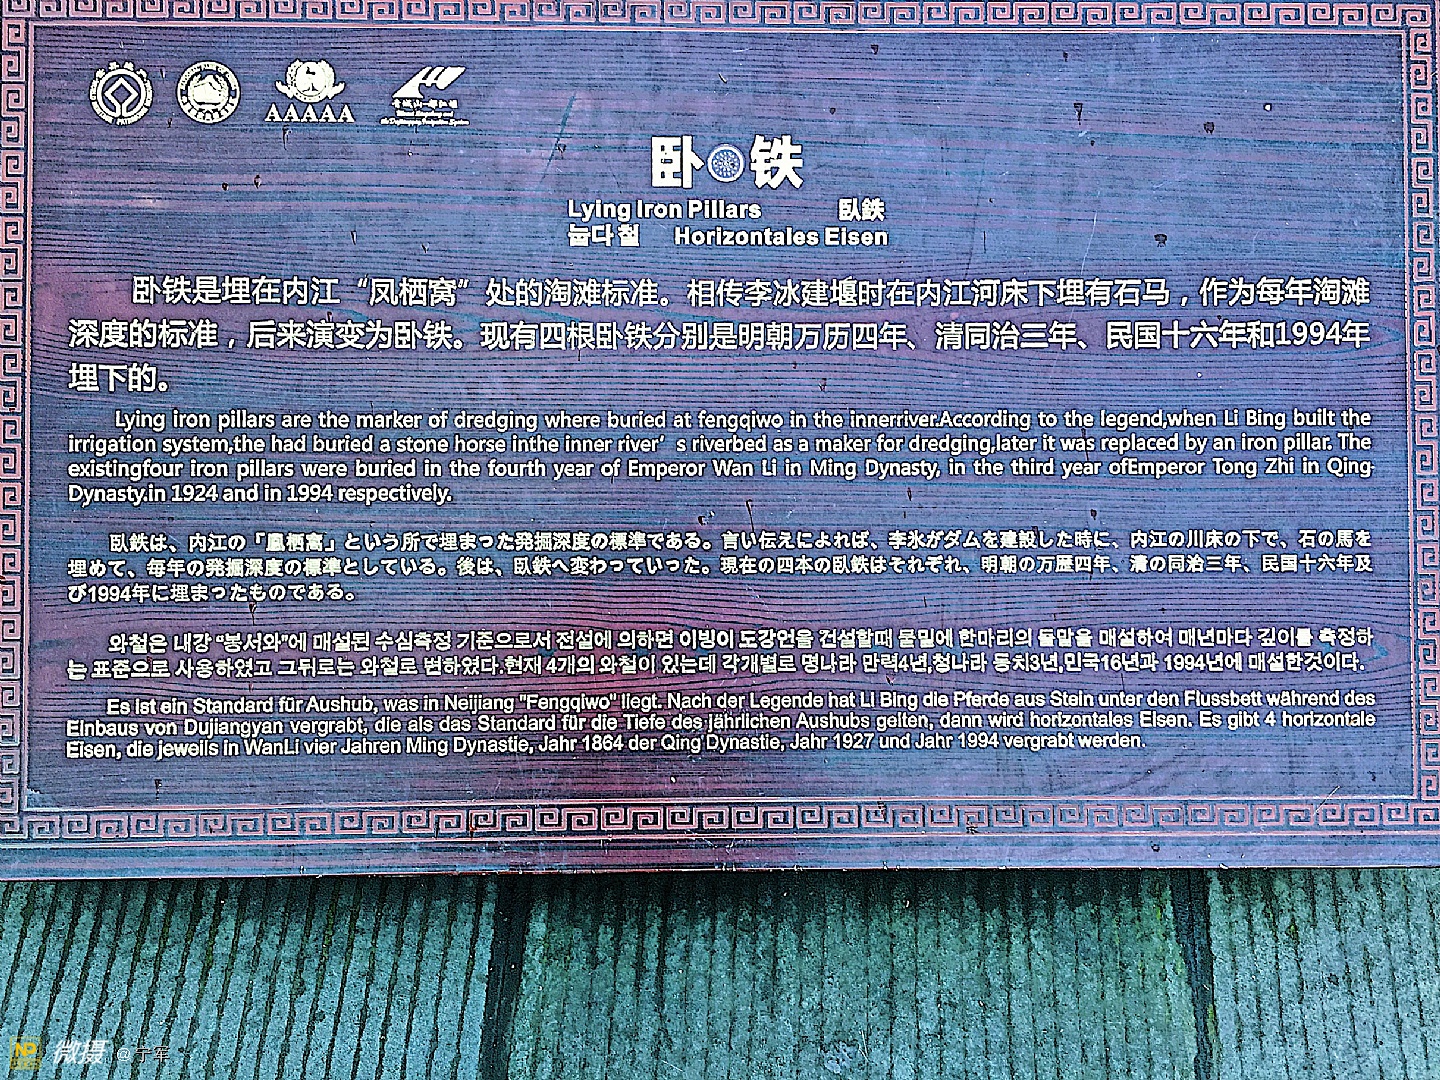 AAAAA
青城山-都江堰
卧铁
Lying Iron Pillars 臥鉄
눕다 철 Horizontales Eisen
卧铁是埋在内江“凤栖窝”处的淘滩标准。相传李冰建堰时在内江河床下埋有石马，作为每年淘滩
深度的标准，后来演变为卧铁。现有四根卧铁分别是明朝万历四年、清同治三年、民国十六年和1994年
埋下的。
Lying iron pillars are the marker of dredging where buried at fengqiwo in the innerriver.According to the legend,when Li Bing built the
irrigation system,the had buried a stone horse inthe inner river’s riverbed as a maker for dredging,later it was replaced by an iron pillar. The
existingfour iron pillars were buried in the fourth year of Emperor Wan Li in Ming Dynasty, in the third year ofEmperor Tong Zhi in Qing
Dynasty.in 1924 and in 1994 respectively.
臥鉄は、内江の「凰栖窩」という所で埋まった発掘深度の標準である。言い伝えによれば、李氷がダムを建設した時に、内江の川床の下で、石の馬を
埋めて、毎年の発掘深度の標準としている。後は、臥鉄へ変わっていった。現在の四本の臥鉄はそれぞれ、明朝の万歴四年、清の同治三年、民国十六年及
び1994年に埋まったものである。
와철은 내강 “봉서와”에 매설된 수심측정 기준으로서 전설에 의하면 이빙이 도강언을 건설할때 물밑에 한마리의 돌말을 매설하여 매년마다 깊이를 측정하
는 표준으로 사용하였고 그뒤로는 와철로 변하였다.현재 4개의 와철이 있는데 각개별로 명나라 만력4년,청나라 동치3년,민국16년과 1994년에 매설한것이다.
Es ist ein Standard für Aushub, was in Neijiang "Fengqiwo" liegt. Nach der Legende hat Li Bing die Pferde aus Stein unter den Flussbett während des
Einbaus von Dujiangyan vergrabt, die als das Standard für die Tiefe des jährlichen Aushubs gelten, dann wird horizontales Eisen. Es gibt 4 horizontale
Eisen, die jeweils in WanLi vier Jahren Ming Dynastie, Jahr 1864 der Qing Dynastie, Jahr 1927 und Jahr 1994 vergrabt werden.
微摄 @ 宁军